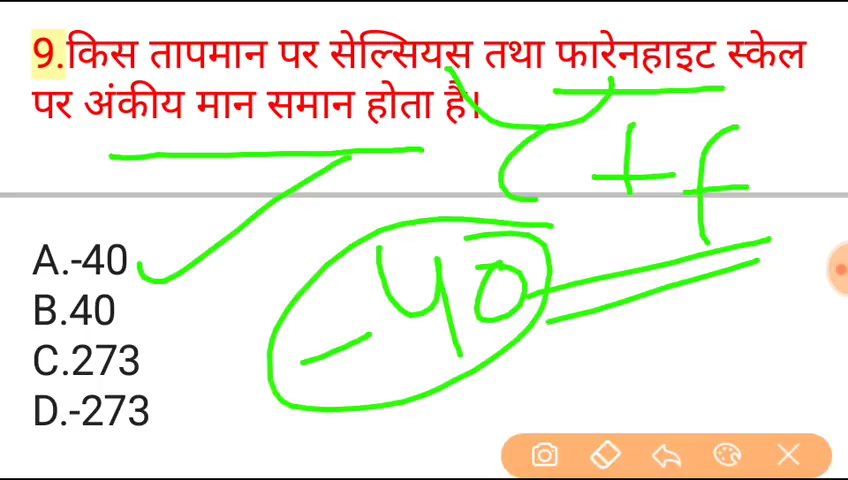 9.किस तापमान पर सेल्सियस तथा फारेनहाइट स्केल
पर अंकीय मान समान होता है।
C + f
A.-40
B.40
C.273
D.-273
-40